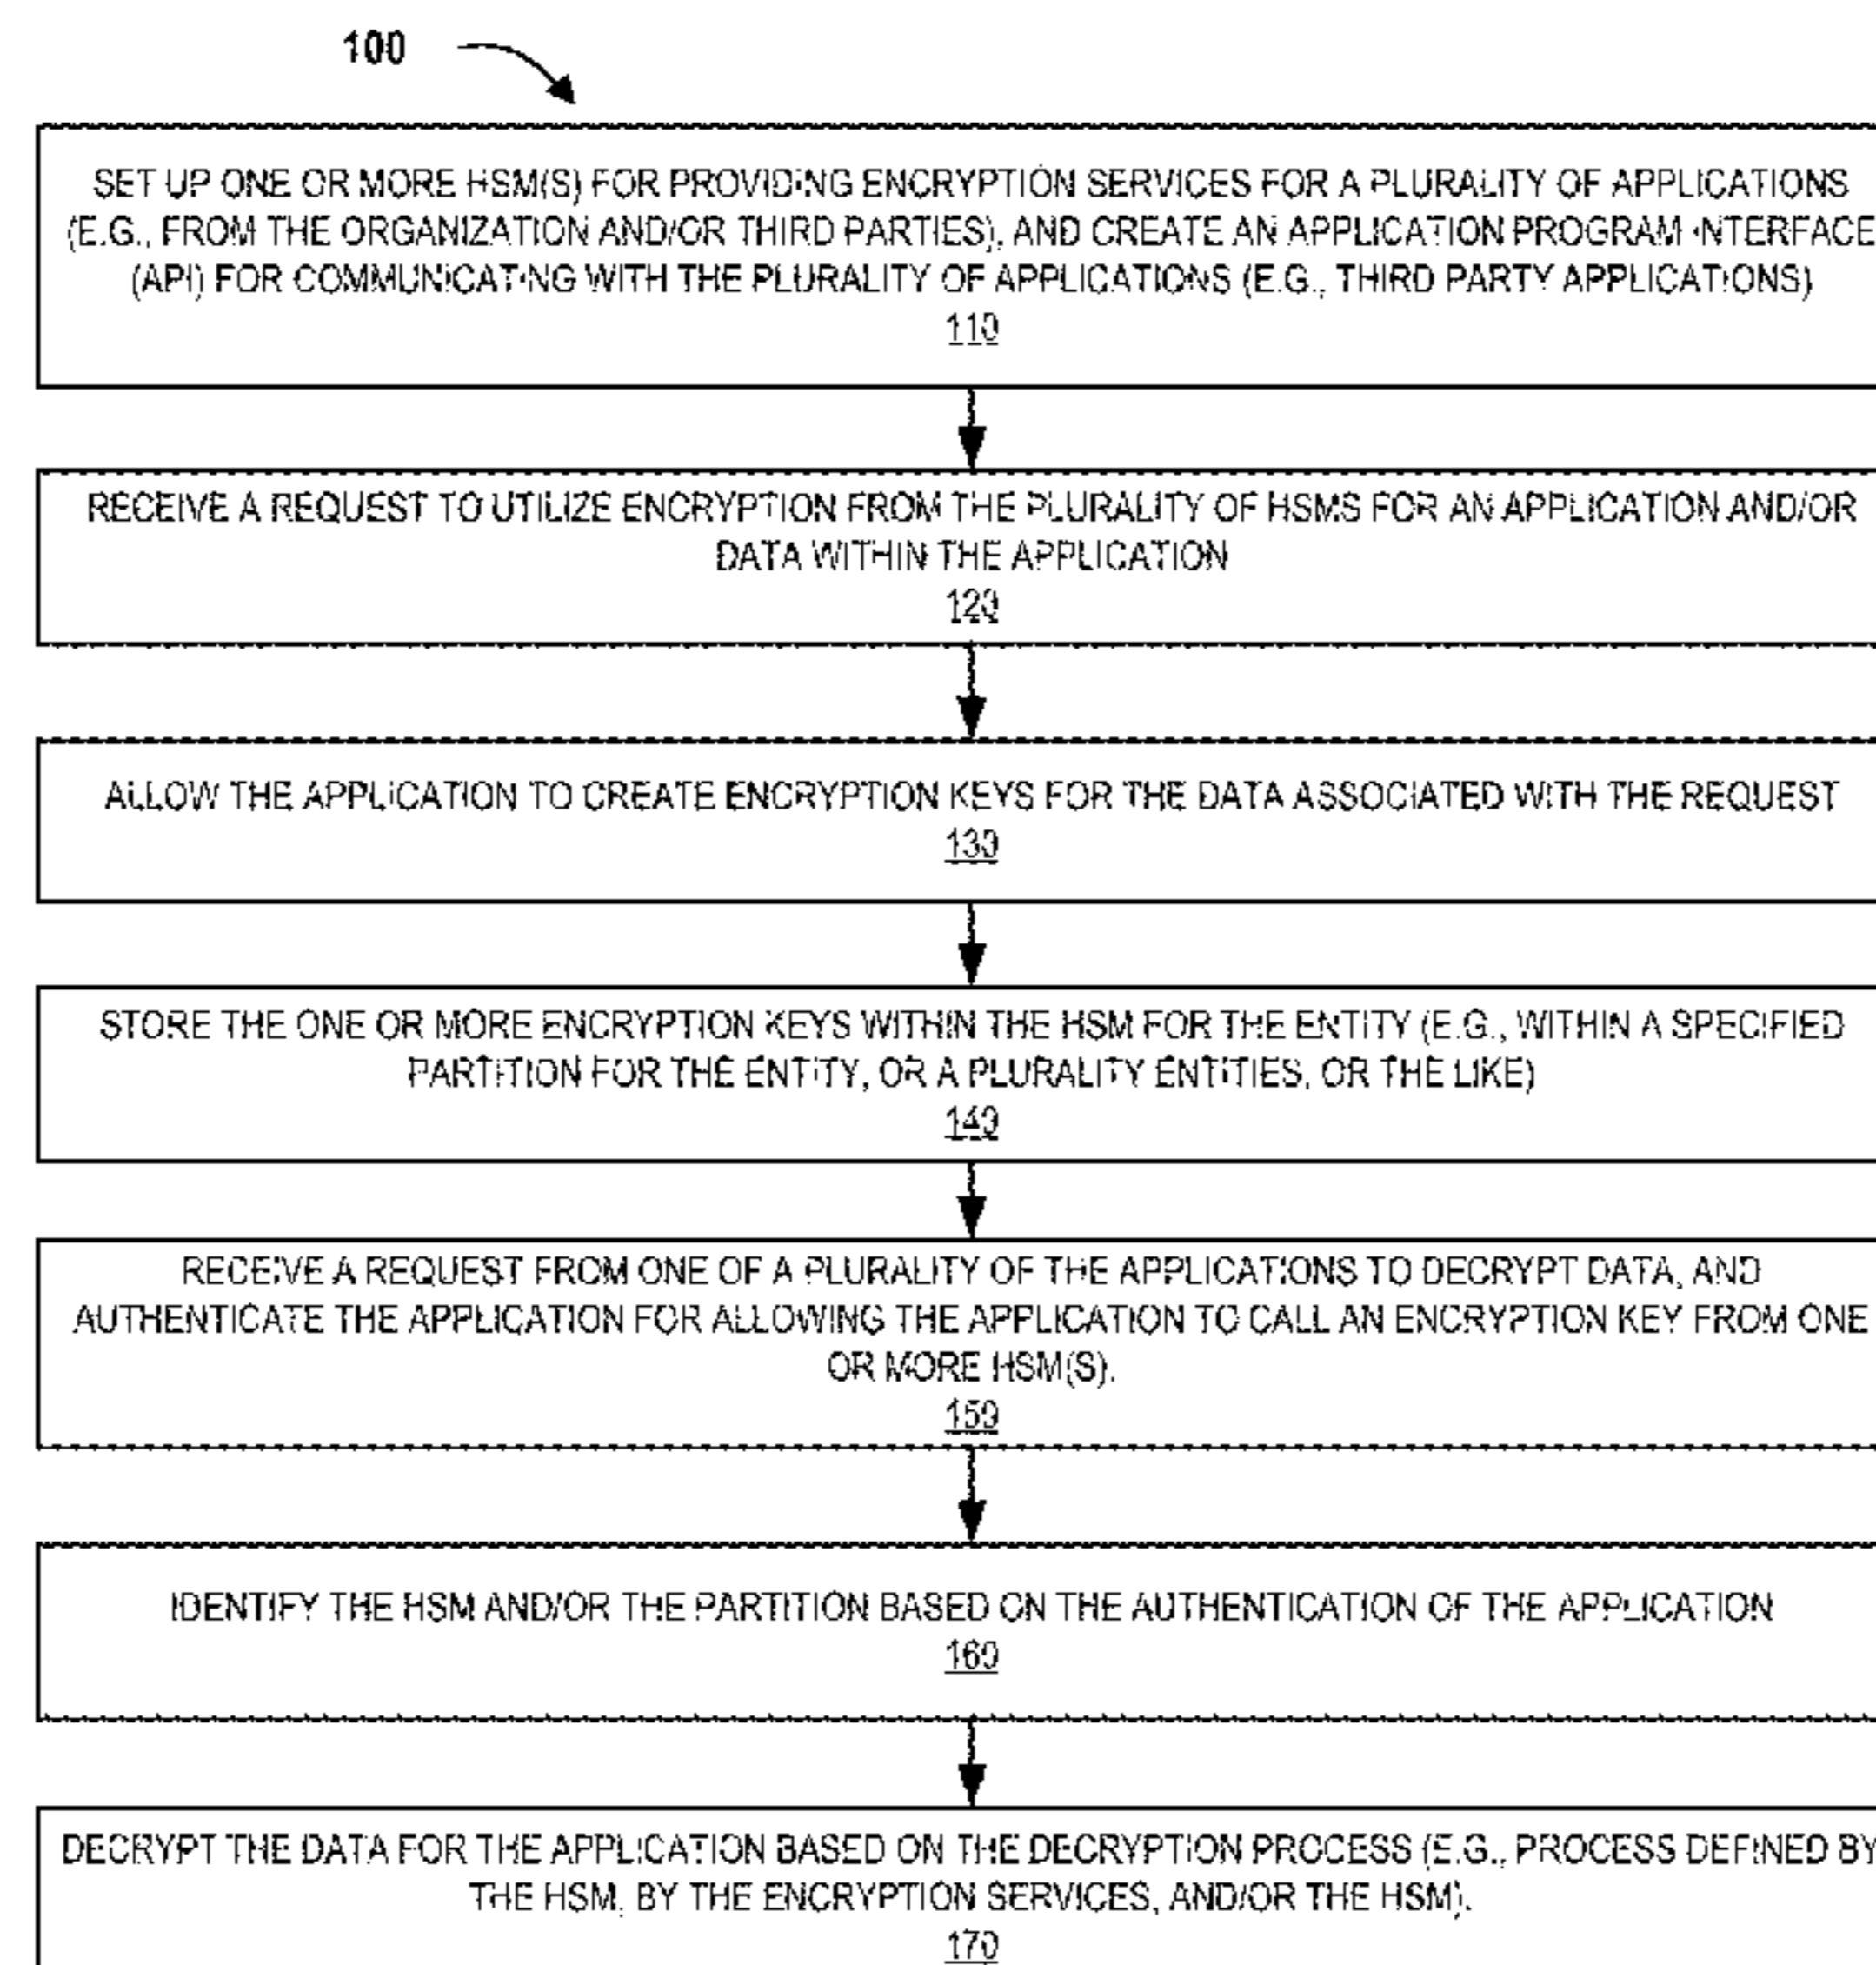 100
SET UP ONE OR MORE HSM(S) FOR PROVIDING ENCRYPTION SERVICES FOR A PLURALITY OF APPLICATIONS
(E.G., FROM THE ORGANIZATION AND/OR THIRD PARTIES), AND CREATE AN APPLICATION PROGRAM INTERFACE
(API) FOR COMMUNICATING WITH THE PLURALITY OF APPLICATIONS (E.G., THIRD PARTY APPLICATIONS)
110
RECEIVE A REQUEST TO UTILIZE ENCRYPTION FROM THE PLURALITY OF HSMS FOR AN APPLICATION AND/OR
DATA WITHIN THE APPLICATION
120
ALLOW THE APPLICATION TO CREATE ENCRYPTION KEYS FOR THE DATA ASSOCIATED WITH THE REQUEST
130
STORE THE ONE OR MORE ENCRYPTION KEYS WITHIN THE HSM FOR THE ENTITY (E.G., WITHIN A SPECIFIED
PARTITION FOR THE ENTITY, OR A PLURALITY ENTITIES, OR THE LIKE)
140
RECEIVE A REQUEST FROM ONE OF A PLURALITY OF THE APPLICATIONS TO DECRYPT DATA, AND
AUTHENTICATE THE APPLICATION FOR ALLOWING THE APPLICATION TO CALL AN ENCRYPTION KEY FROM ONE
OR MORE HSM(S).
150
IDENTIFY THE HSM AND/OR THE PARTITION BASED ON THE AUTHENTICATION OF THE APPLICATION
160
DECRYPT THE DATA FOR THE APPLICATION BASED ON THE DECRYPTION PROCESS (E.G., PROCESS DEFINED BY
THE HSM, BY THE ENCRYPTION SERVICES, AND/OR THE HSM).
170